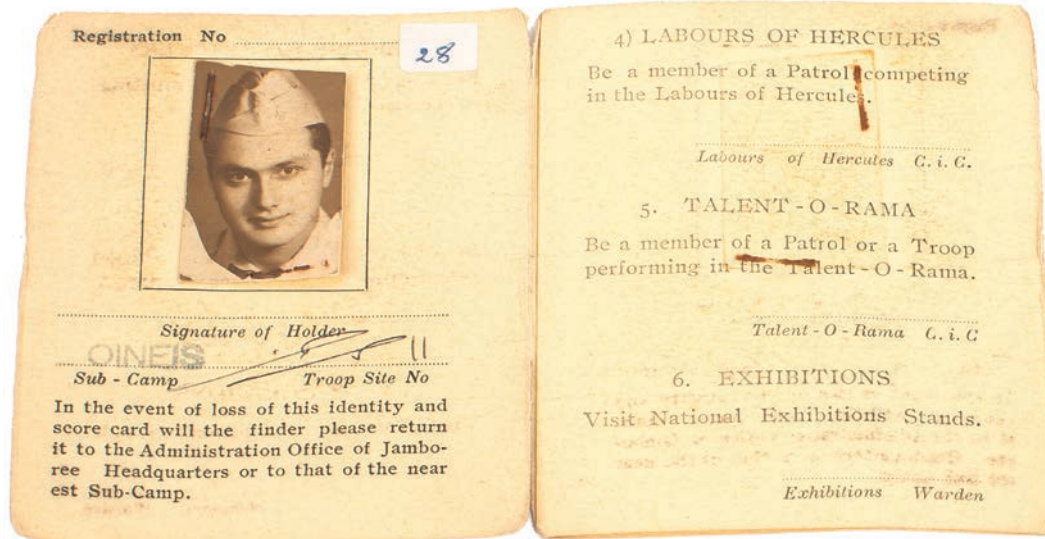 Registration No
28
Signature of Holder
OINEIS
11
Sub - Camp Troop Site No
In the event of loss of this identity and
score card will the finder please return
it to the Administration Office of Jambo-
ree Headquarters or to that of the near
est Sub-Camp.
4) LABOURS OF HERCULES
Be a member of a Patrol competing
in the Labours of Hercules.
Labours of Hercules C. i. C.
5. TALENT - O - RAMA
Be a member of a Patrol or a Troop
performing in the Talent - O - Rama.
Talent - O - Rama C. i. C
6. EXHIBITIONS
Visit National Exhibitions Stands.
Exhibitions Warden